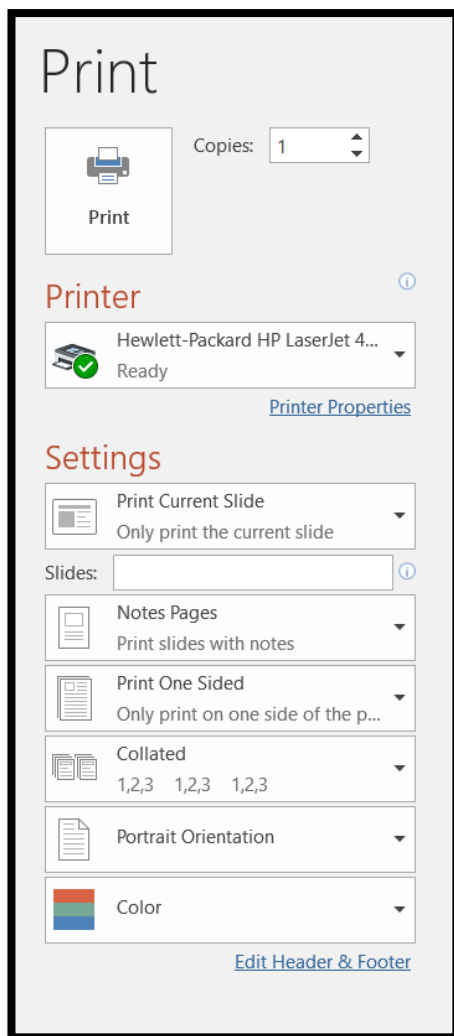 Print
Copies: 1
Print
Printer
Hewlett-Packard HP LaserJet 4...
Ready
Printer Properties
Settings
Print Current Slide
Only print the current slide
Slides:
Notes Pages
Print slides with notes
Print One Sided
Only print on one side of the p...
Collated
1,2,3 1,2,3 1,2,3
Portrait Orientation
Color
Edit Header & Footer